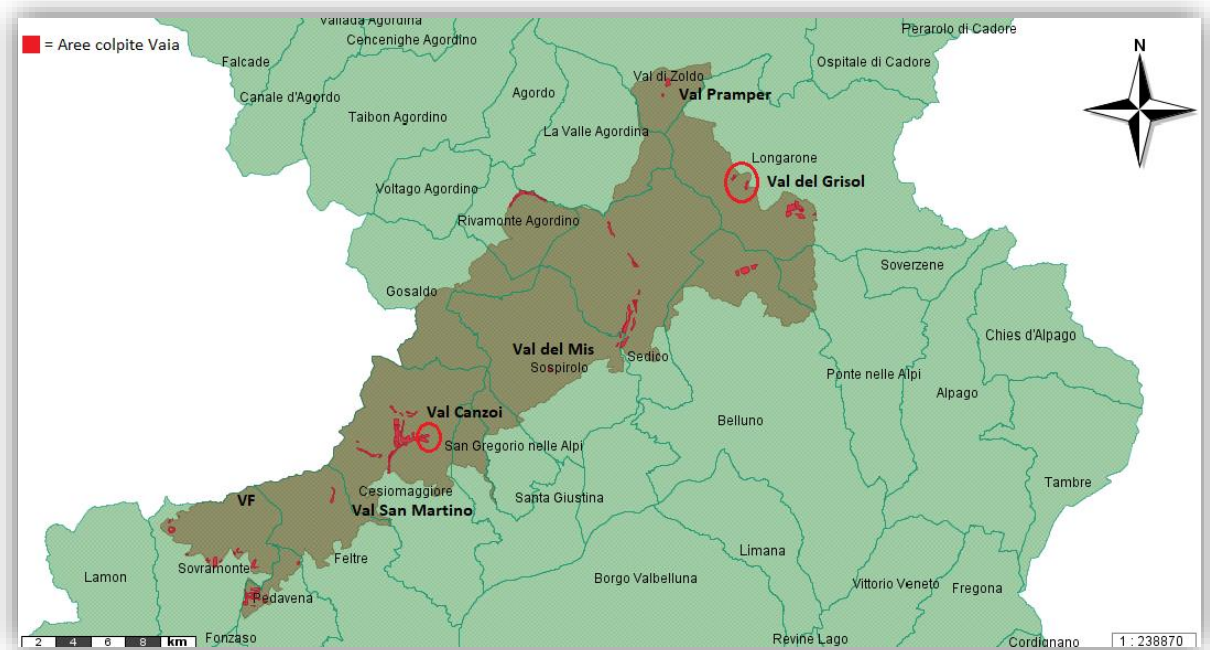 Vallada Agordina
Perarolo di Cadore
= Aree colpite Vaia
Cencenighe Agordino
N
Falcade
Val di Zoldo
Ospitale di Cadore
Canale d'Agordo
Agordo
Val Pramper
Taibon Agordino
La Valle Agordina
Longarone
Voltago Agordino
Val del Grisol
Rivamonte Agordino
Soverzene
Gosaldo
Chies d'Alpago
Val del Mis
Sedico
Sospirolo
Ponte nelle Alpi
Alpago
Val Canzoi
Belluno
San Gregorio nelle Alpi
Tambre
Cesiomaggiore
Santa Giustina
VF
Val San Martino
Limana
Feltre
Sovramonte
Lamon
Borgo Valbelluna
Vittorio Veneto
Fregona
Pedavena
Fonzaso
Revine Lago
Cordignano
2 4 6 8 km
1 : 238870